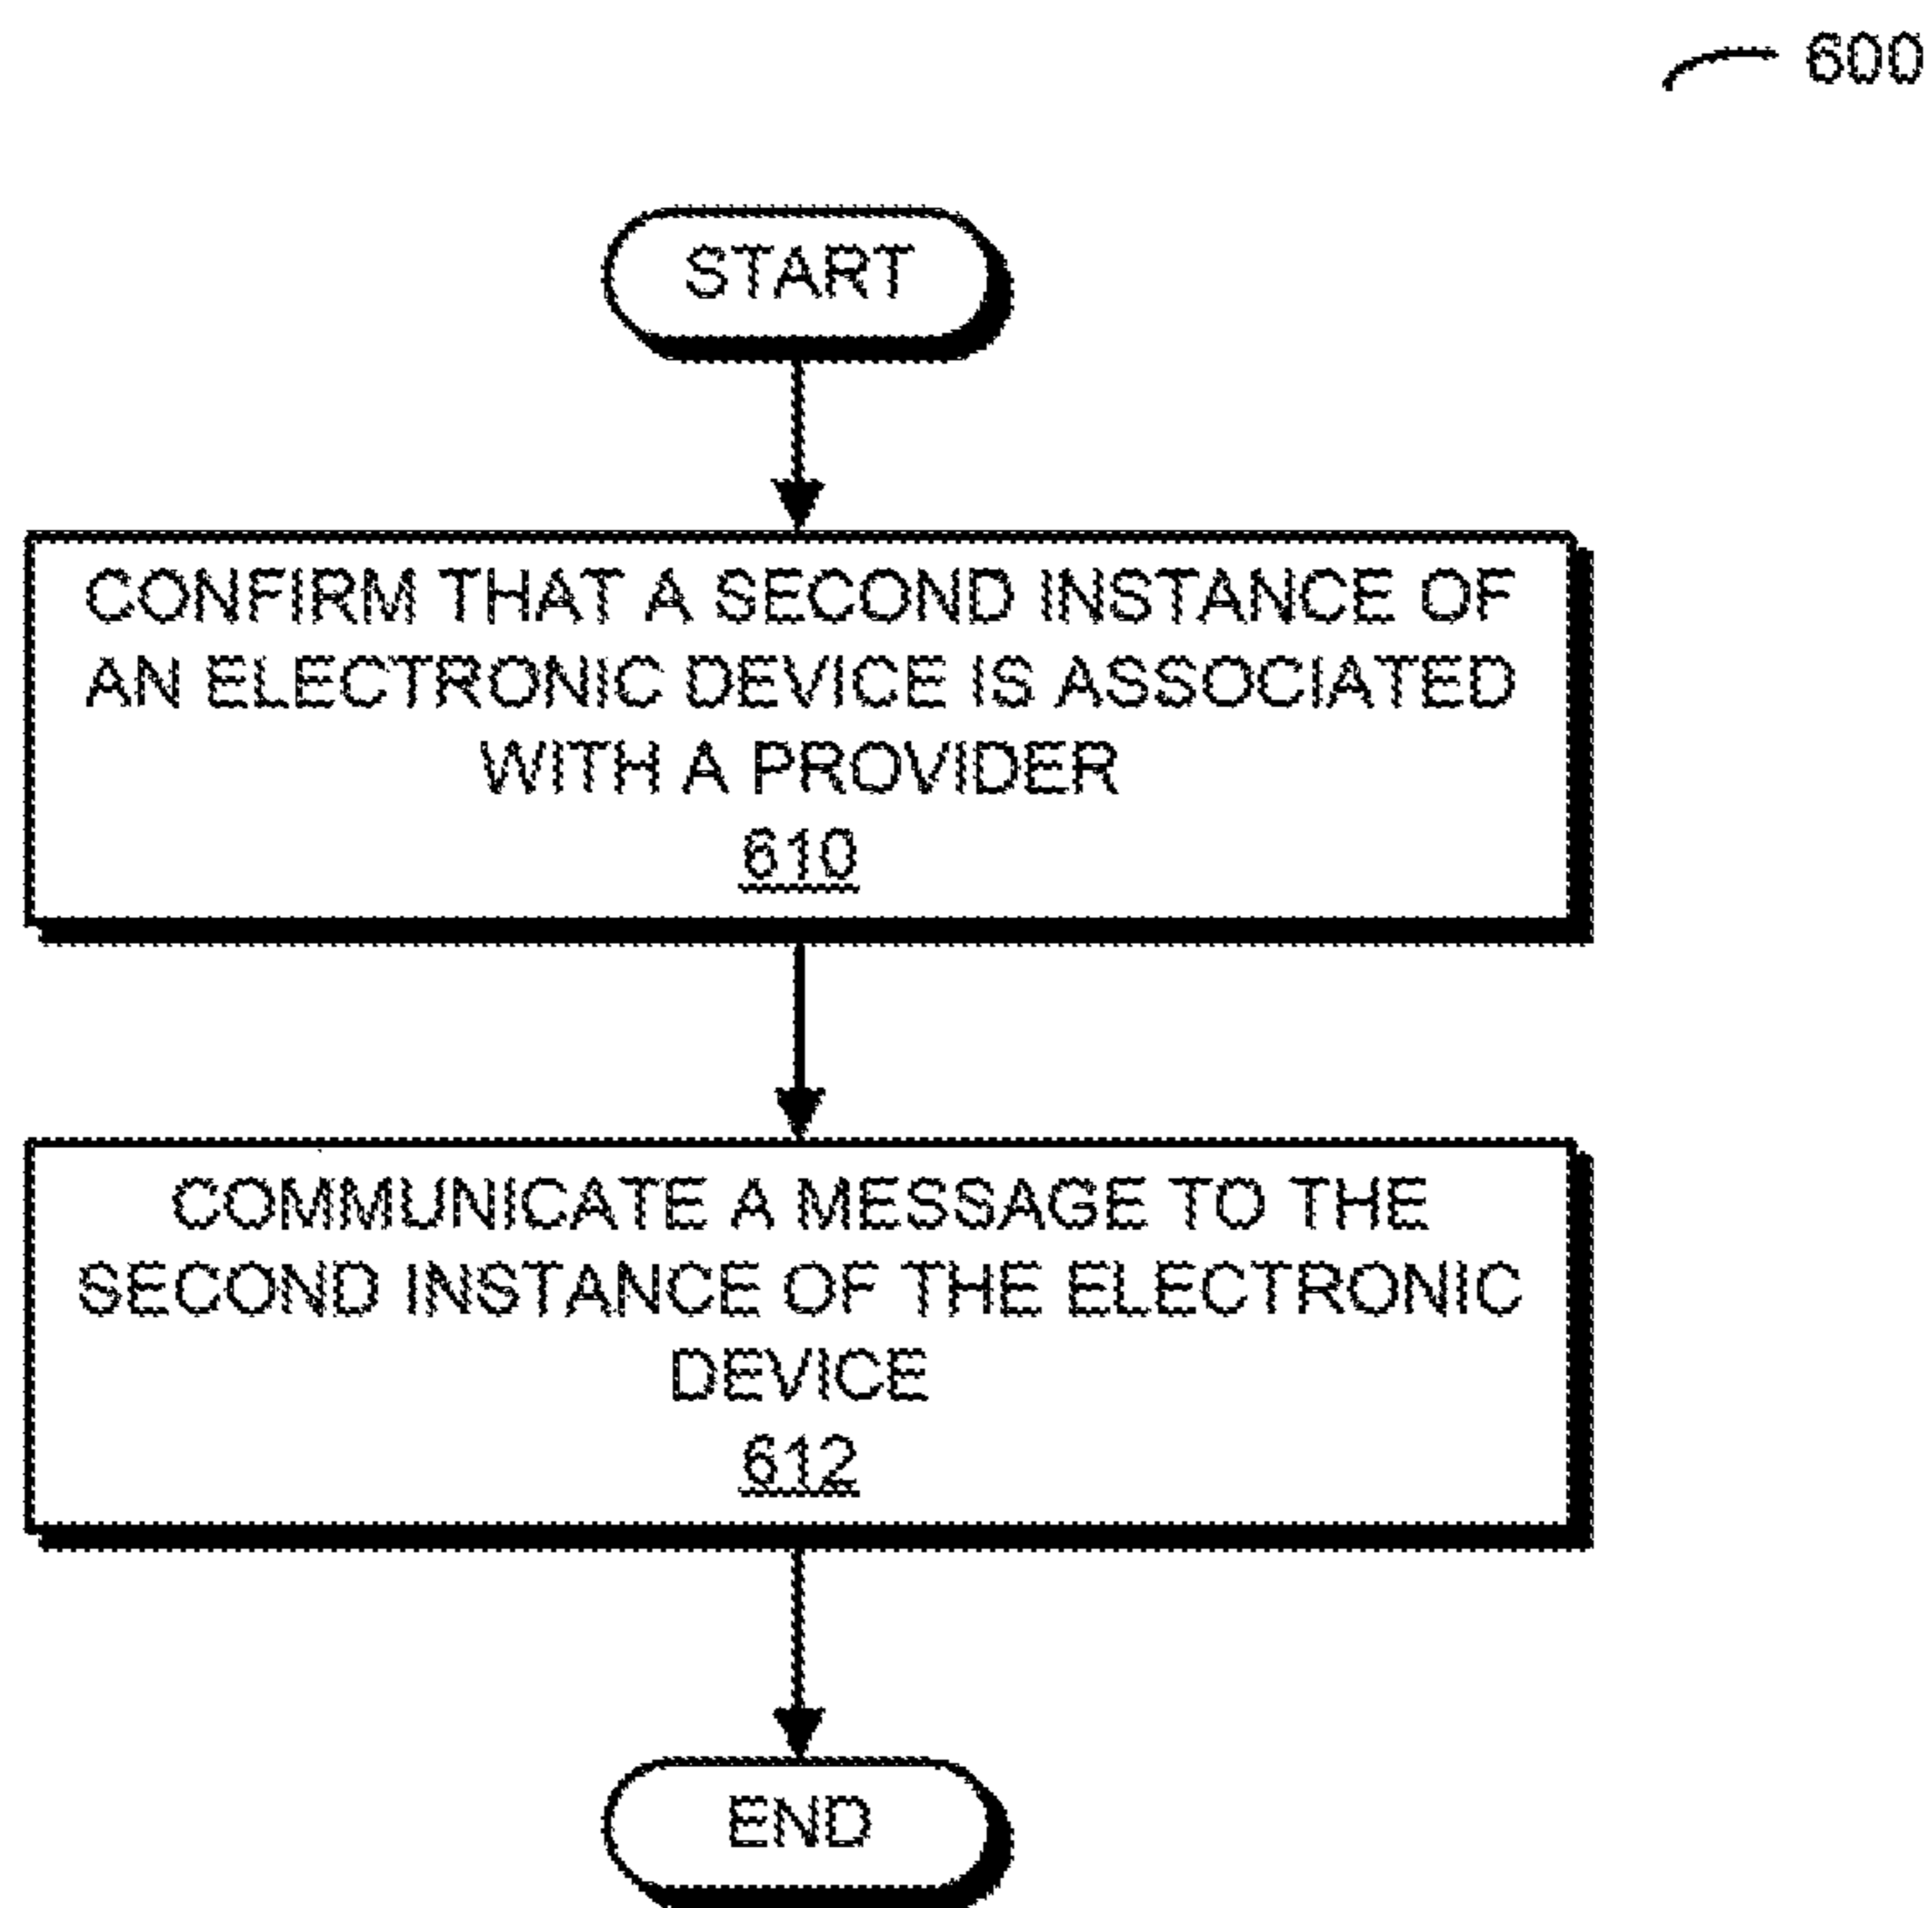 600
START
CONFIRM THAT A SECOND INSTANCE OF
AN ELECTRONIC DEVICE IS ASSOCIATED
WITH A PROVIDER
610
COMMUNICATE A MESSAGE TO THE
SECOND INSTANCE OF THE ELECTRONIC
DEVICE
612
END